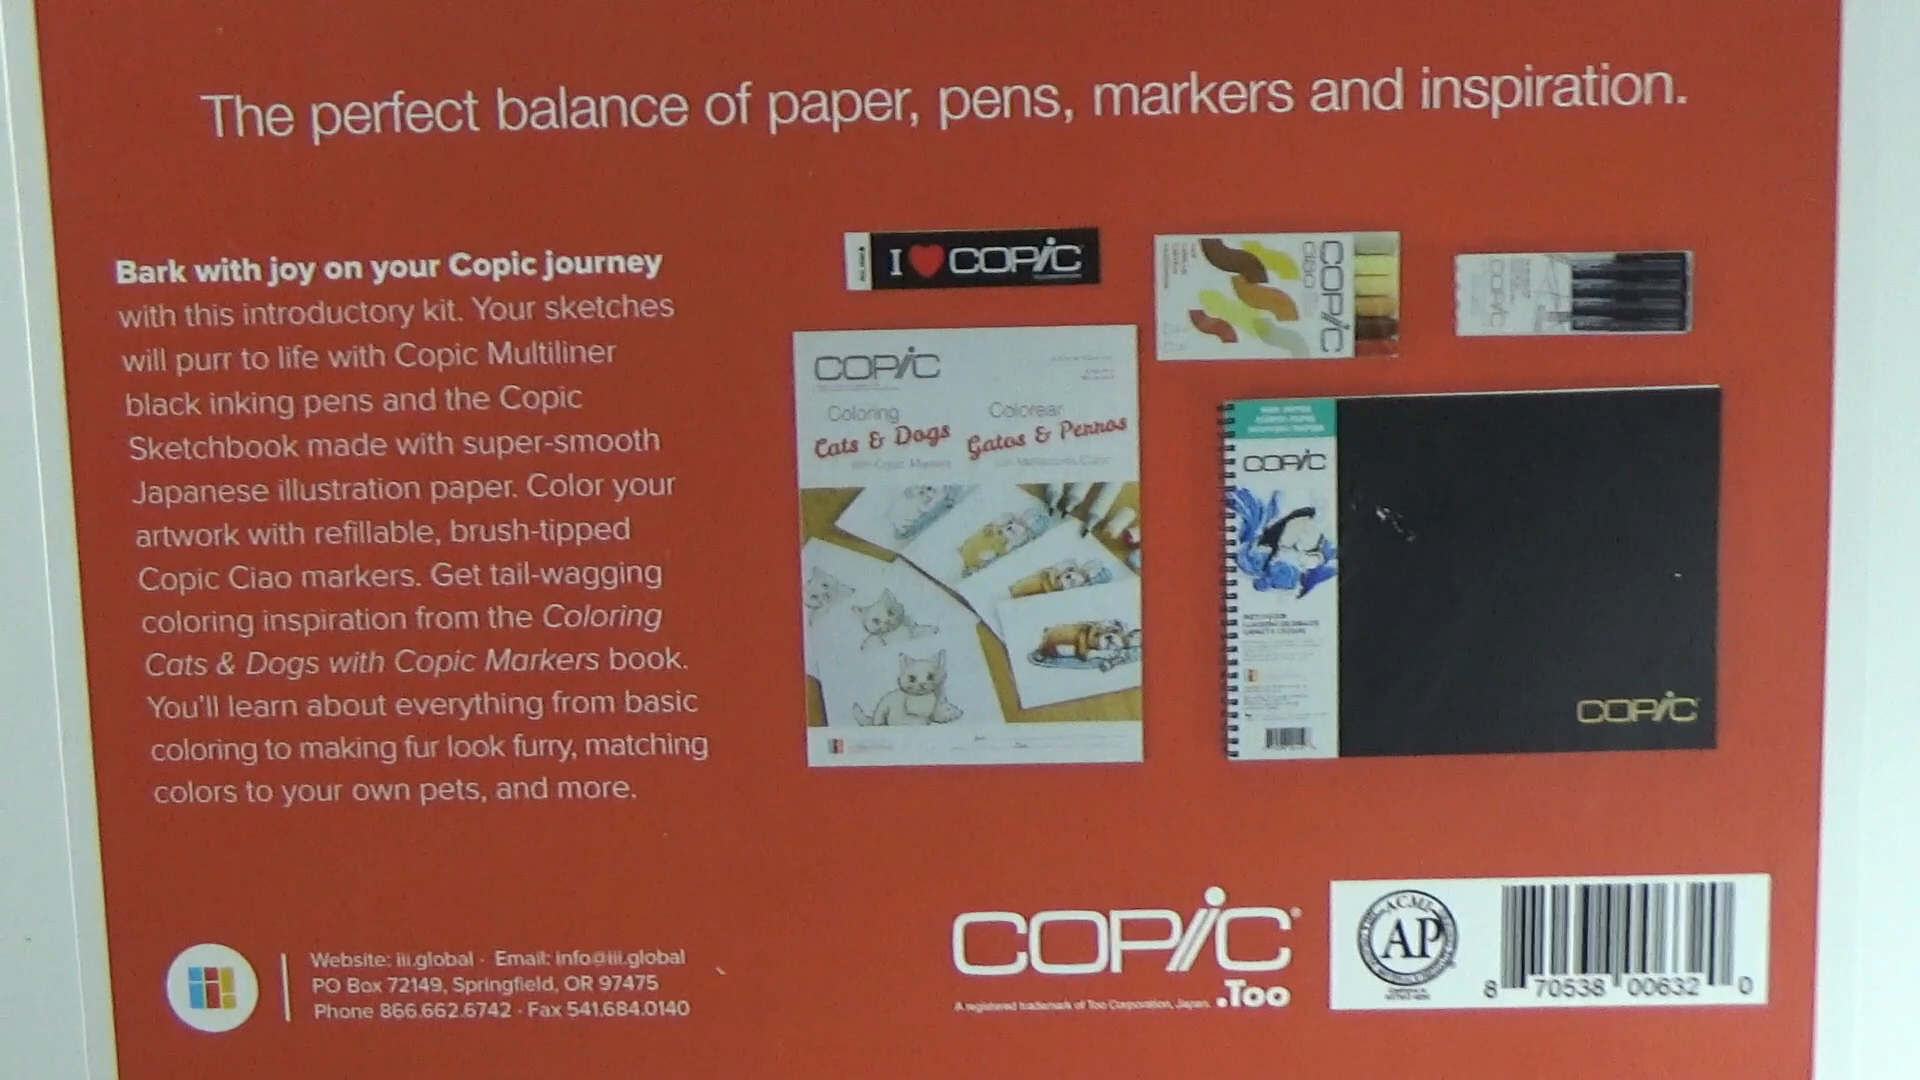 The perfect balance of paper, pens, markers and inspiration.
Bark with joy on your Copic journey
with this introductory kit. Your sketches
will purr to life with Copic Multiliner
black inking pens and the Copic
Sketchbook made with super-smooth
Japanese illustration paper. Color your
artwork with refillable, brush-tipped
Copic Ciao markers. Get tail-wagging
coloring inspiration from the Coloring
Cats & Dogs with Copic Markers book.
You'll learn about everything from basic
coloring to making fur look furry, matching
colors to your own pets, and more.
I COPIC
COPIC
ciao
COPIC
COPIC
Coloring
Cats & Dogs
with Copic Markers
Colorear
Gatos & Perros
COPIC
COPIC
Website: iii.global · Email: info@iii.global
PO Box 72149, Springfield, OR 97475
Phone 866.662.6742 · Fax 541.684.0140
COPIC
.Too
A registered trademark of Too Corporation, Japan.
ACMI
AP
8 70538 00632 0